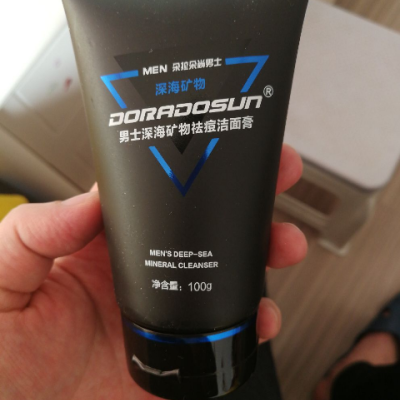 MEN 朵拉朵尚男士
深海矿物
DORADOSUN®
男士深海矿物祛痘洁面膏
MEN'S DEEP-SEA
MINERAL CLEANSER
净含量: 100g